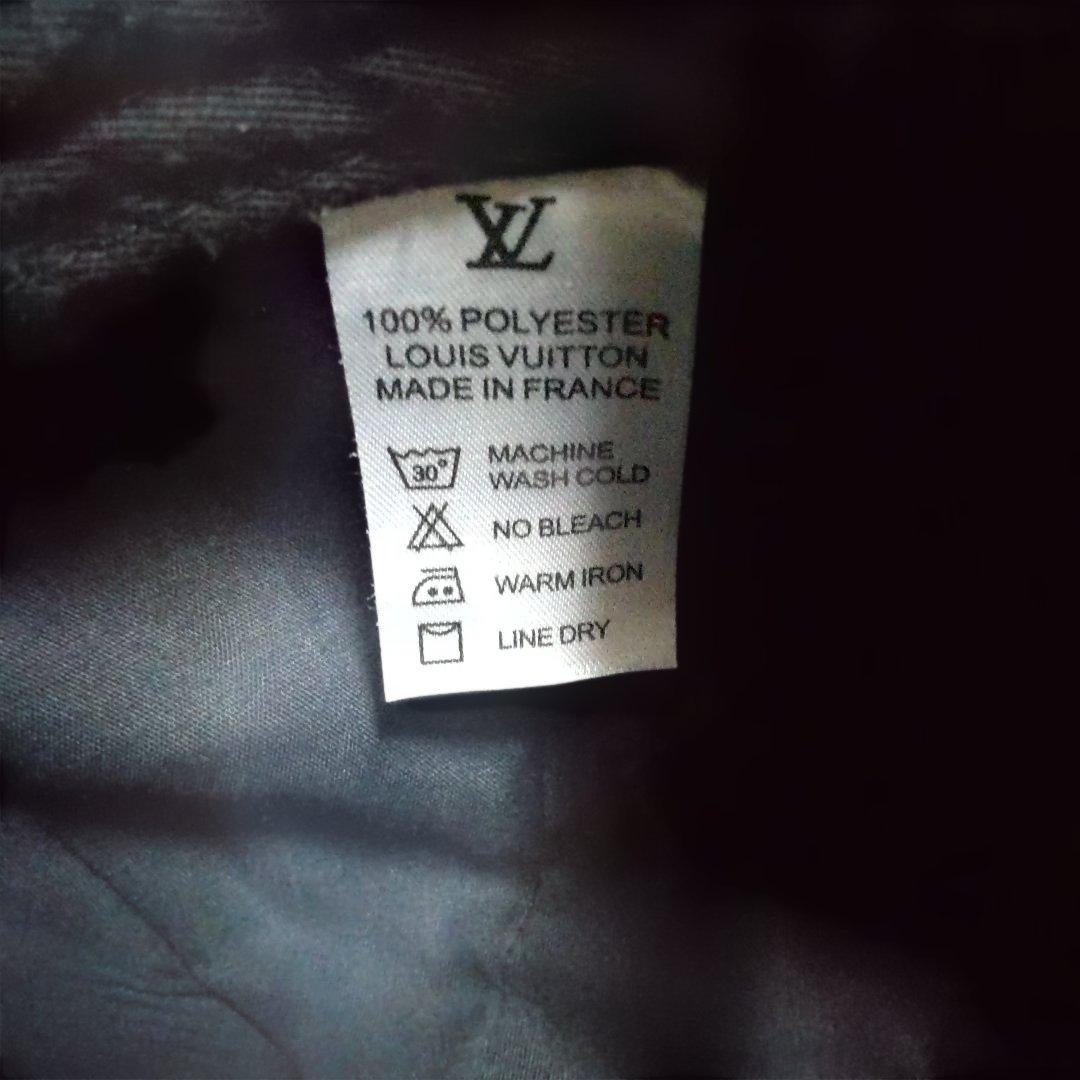 LV
100% POLYESTER
LOUIS VUITTON
MADE IN FRANCE
30° MACHINE
WASH COLD
NO BLEACH
WARM IRON
LINE DRY